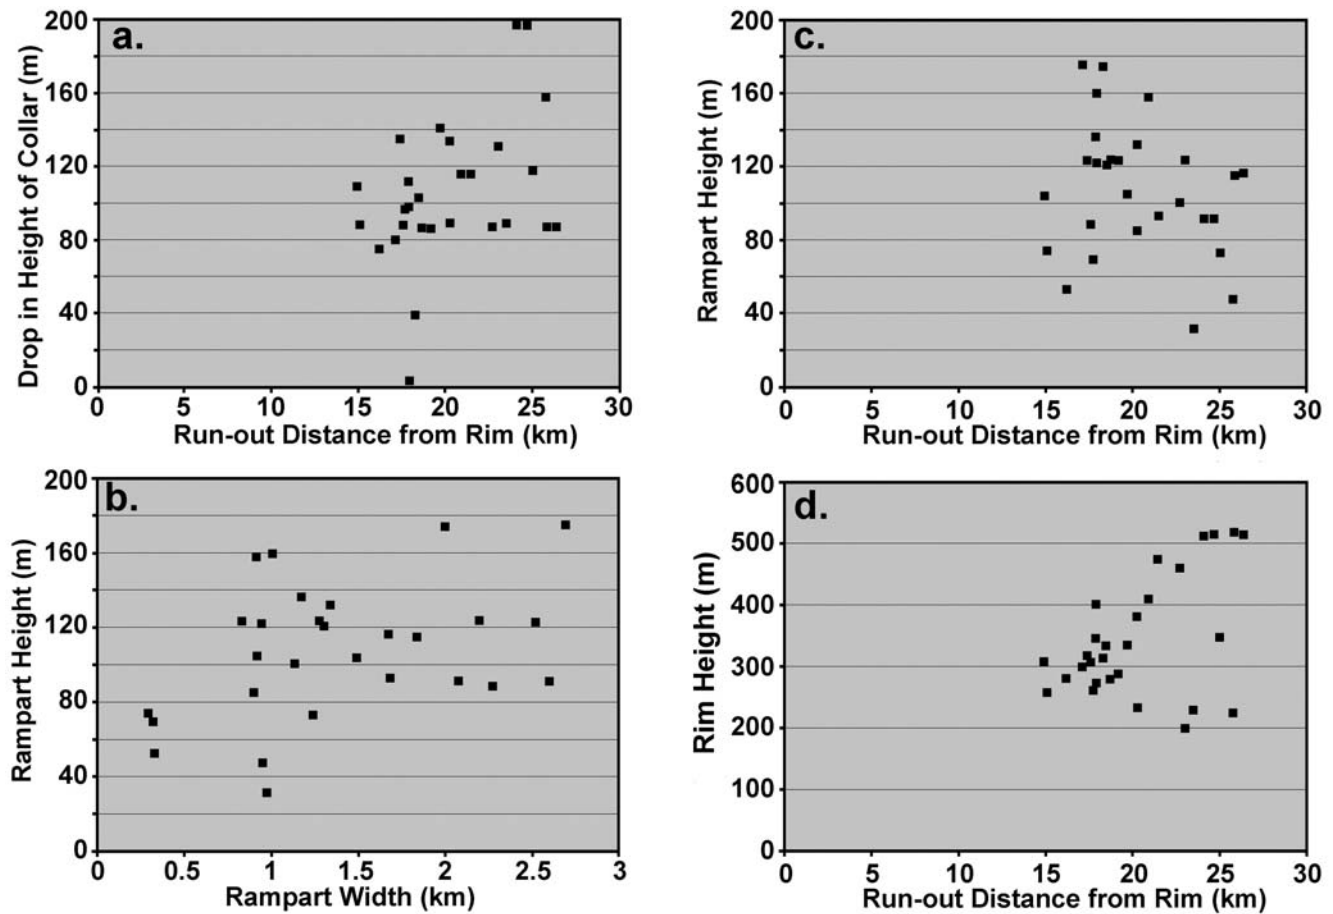 a.
200
160
120
80
40
0
Drop in Height of Collar (m)
0 5 10 15 20 25 30
Run-out Distance from Rim (km)
c.
200
160
120
80
40
0
Rampart Height (m)
0 5 10 15 20 25 30
Run-out Distance from Rim (km)
b.
200
160
120
80
40
0
Rampart Height (m)
0 0.5 1 1.5 2 2.5 3
Rampart Width (km)
d.
600
500
400
300
200
100
0
Rim Height (m)
0 5 10 15 20 25 30
Run-out Distance from Rim (km)